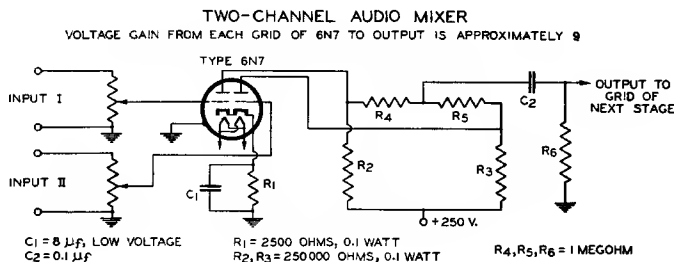 TWO-CHANNEL AUDIO MIXER
VOLTAGE GAIN FROM EACH GRID OF 6N7 TO OUTPUT IS APPROXIMATELY 9
TYPE 6N7
INPUT I
INPUT II
C1
R1
R2
R4
R5
R3
C2
R6
OUTPUT TO
GRID OF
NEXT STAGE
+250 V.
C1 = 8 µf, LOW VOLTAGE
C2 = 0.1 µf
R1 = 2500 OHMS, 0.1 WATT
R2, R3 = 250000 OHMS, 0.1 WATT
R4, R5, R6 = 1 MEGOHM